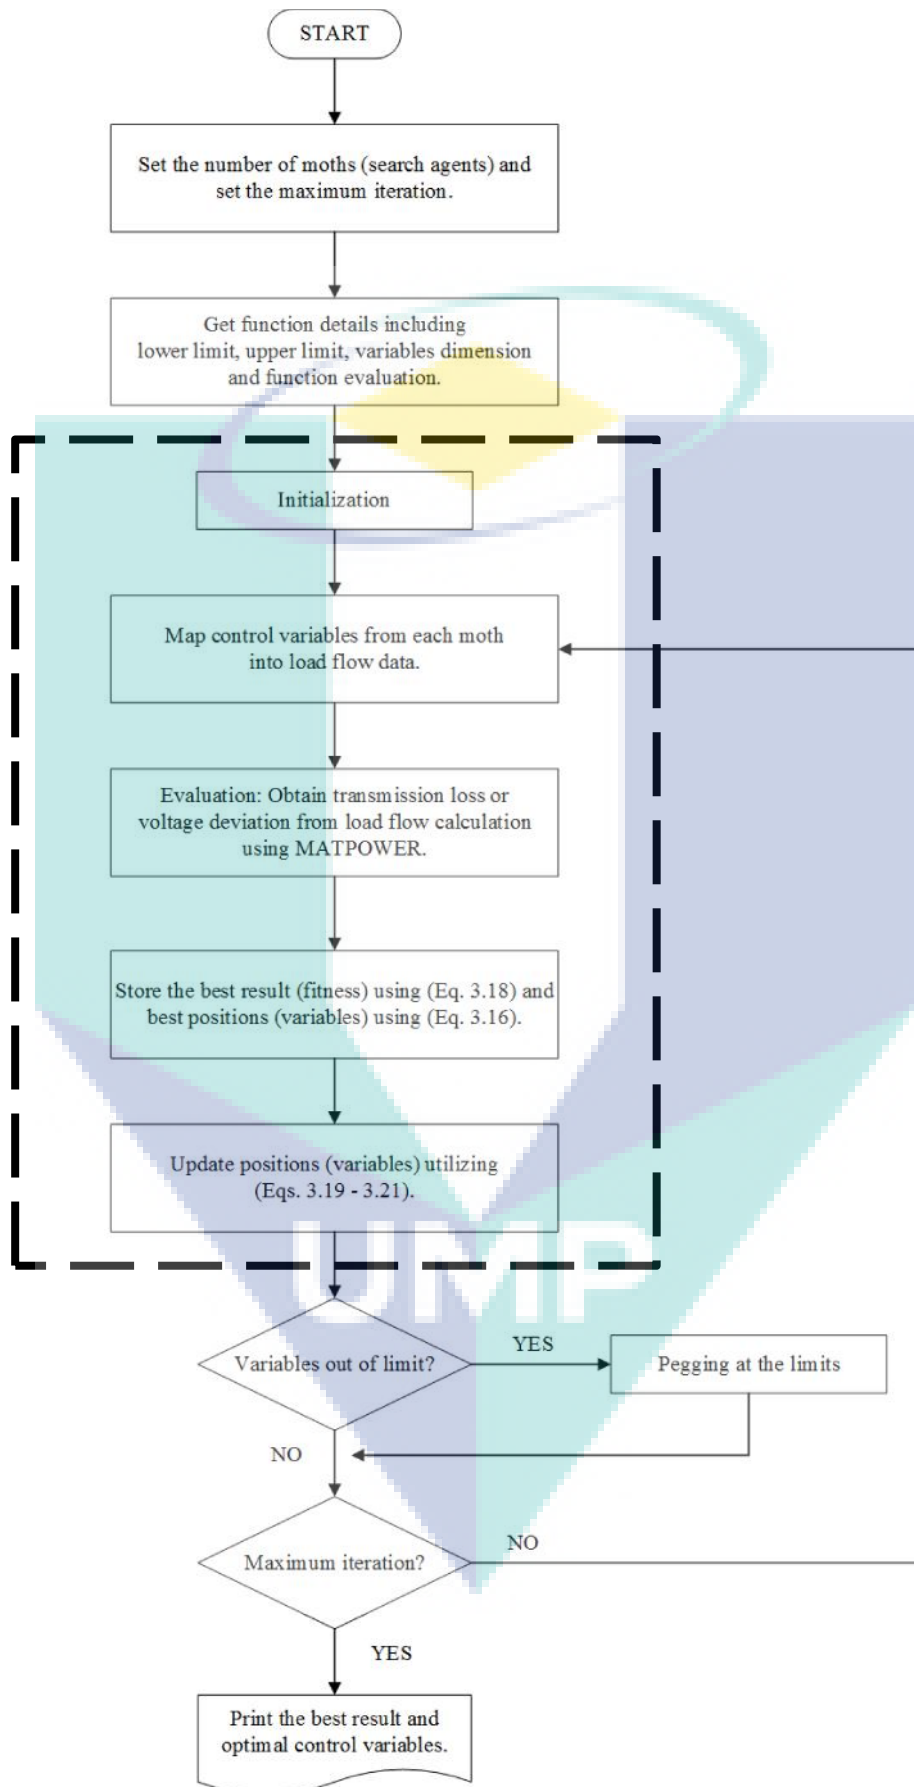 START
Set the number of moths (search agents) and
set the maximum iteration.
Get function details including
lower limit, upper limit, variables dimension
and function evaluation.
Initialization
Map control variables from each moth
into load flow data.
Evaluation: Obtain transmission loss or
voltage deviation from load flow calculation
using MATPOWER.
Store the best result (fitness) using (Eq. 3.18) and
best positions (variables) using (Eq. 3.16).
Update positions (variables) utilizing
(Eqs. 3.19 - 3.21).
UMP
Variables out of limit?
YES
Pegging at the limits
NO
Maximum iteration?
NO
YES
Print the best result and
optimal control variables.